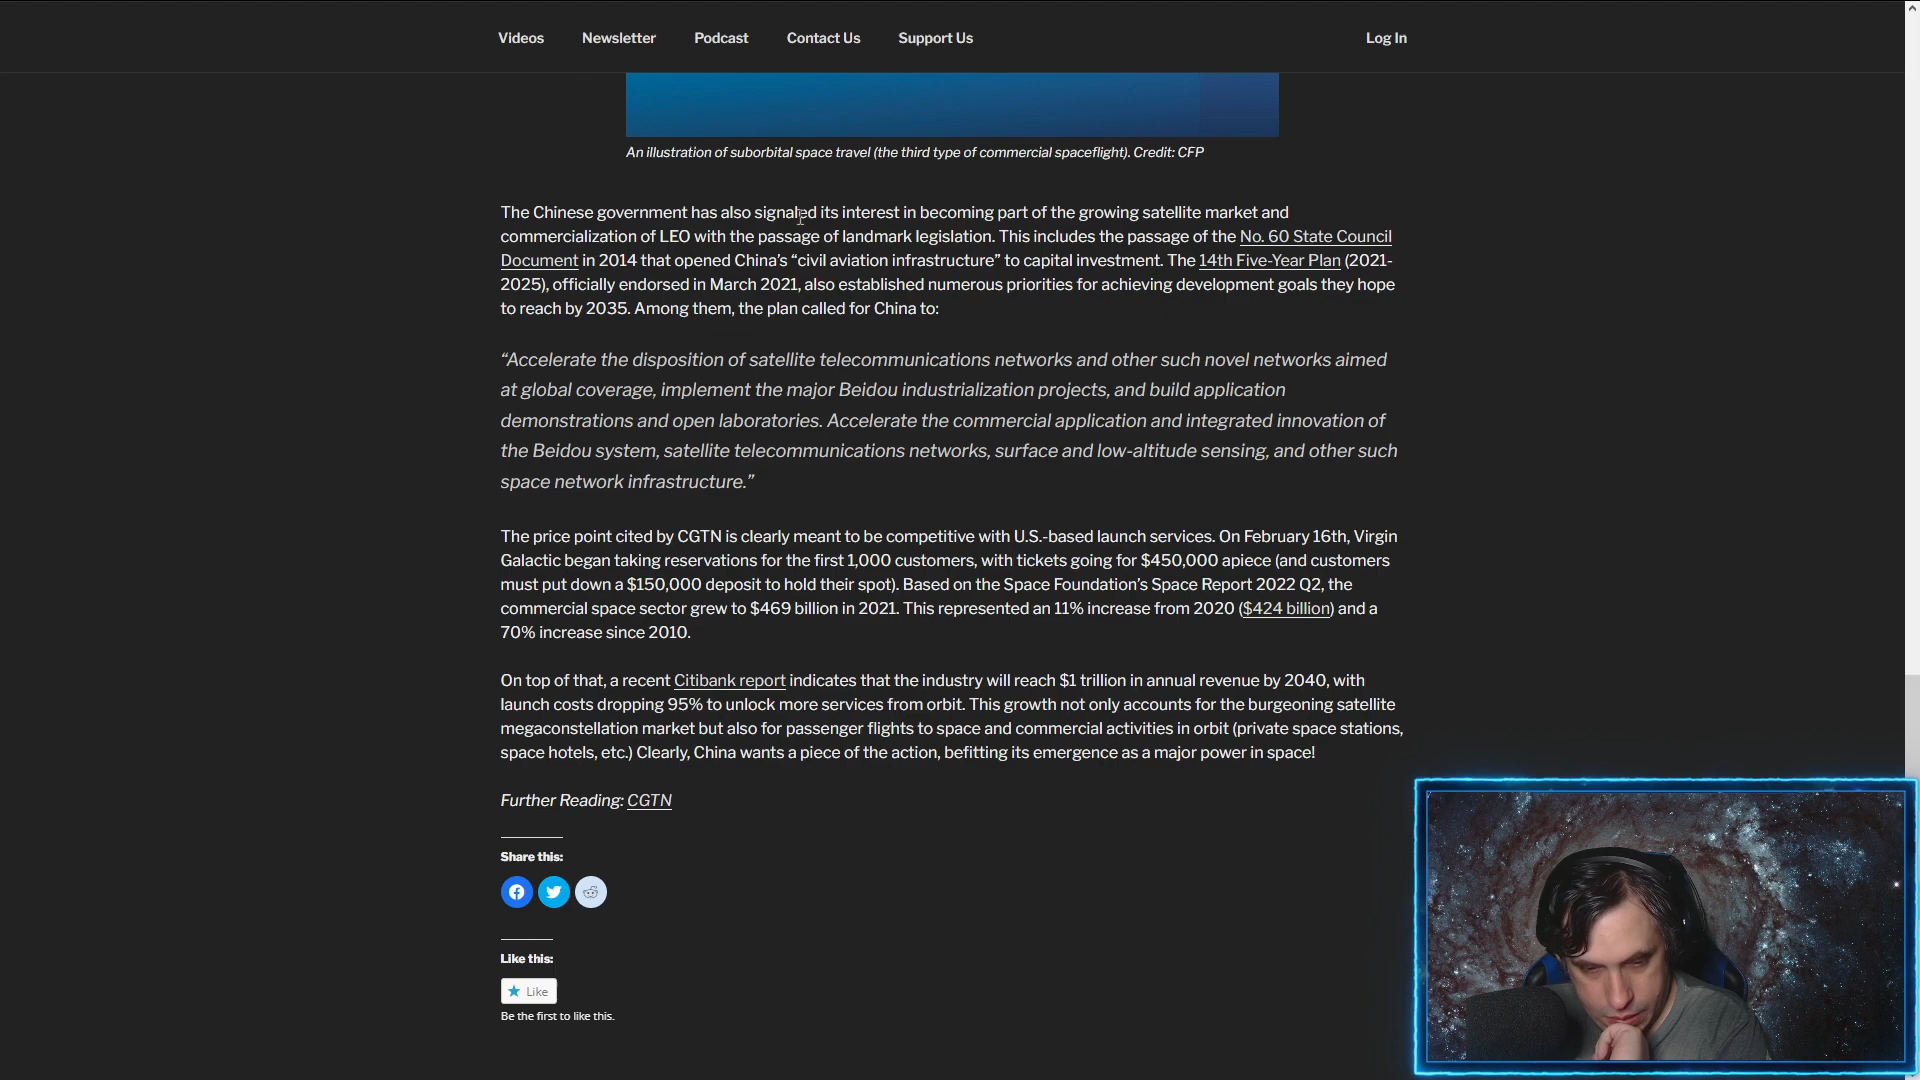 Videos Newsletter Podcast Contact Us Support Us Log In
An illustration of suborbital space travel (the third type of commercial spaceflight). Credit: CFP
The Chinese government has also signaled its interest in becoming part of the growing satellite market and
commercialization of LEO with the passage of landmark legislation. This includes the passage of the No. 60 State Council
Document in 2014 that opened China’s “civil aviation infrastructure” to capital investment. The 14th Five-Year Plan (2021-
2025), officially endorsed in March 2021, also established numerous priorities for achieving development goals they hope
to reach by 2035. Among them, the plan called for China to:
“Accelerate the disposition of satellite telecommunications networks and other such novel networks aimed
at global coverage, implement the major Beidou industrialization projects, and build application
demonstrations and open laboratories. Accelerate the commercial application and integrated innovation of
the Beidou system, satellite telecommunications networks, surface and low-altitude sensing, and other such
space network infrastructure.”
The price point cited by CGTN is clearly meant to be competitive with U.S.-based launch services. On February 16th, Virgin
Galactic began taking reservations for the first 1,000 customers, with tickets going for $450,000 apiece (and customers
must put down a $150,000 deposit to hold their spot). Based on the Space Foundation’s Space Report 2022 Q2, the
commercial space sector grew to $469 billion in 2021. This represented an 11% increase from 2020 ($424 billion) and a
70% increase since 2010.
On top of that, a recent Citibank report indicates that the industry will reach $1 trillion in annual revenue by 2040, with
launch costs dropping 95% to unlock more services from orbit. This growth not only accounts for the burgeoning satellite
megaconstellation market but also for passenger flights to space and commercial activities in orbit (private space stations,
space hotels, etc.) Clearly, China wants a piece of the action, befitting its emergence as a major power in space!
Further Reading: CGTN
Share this:
Like this:
Like
Be the first to like this.